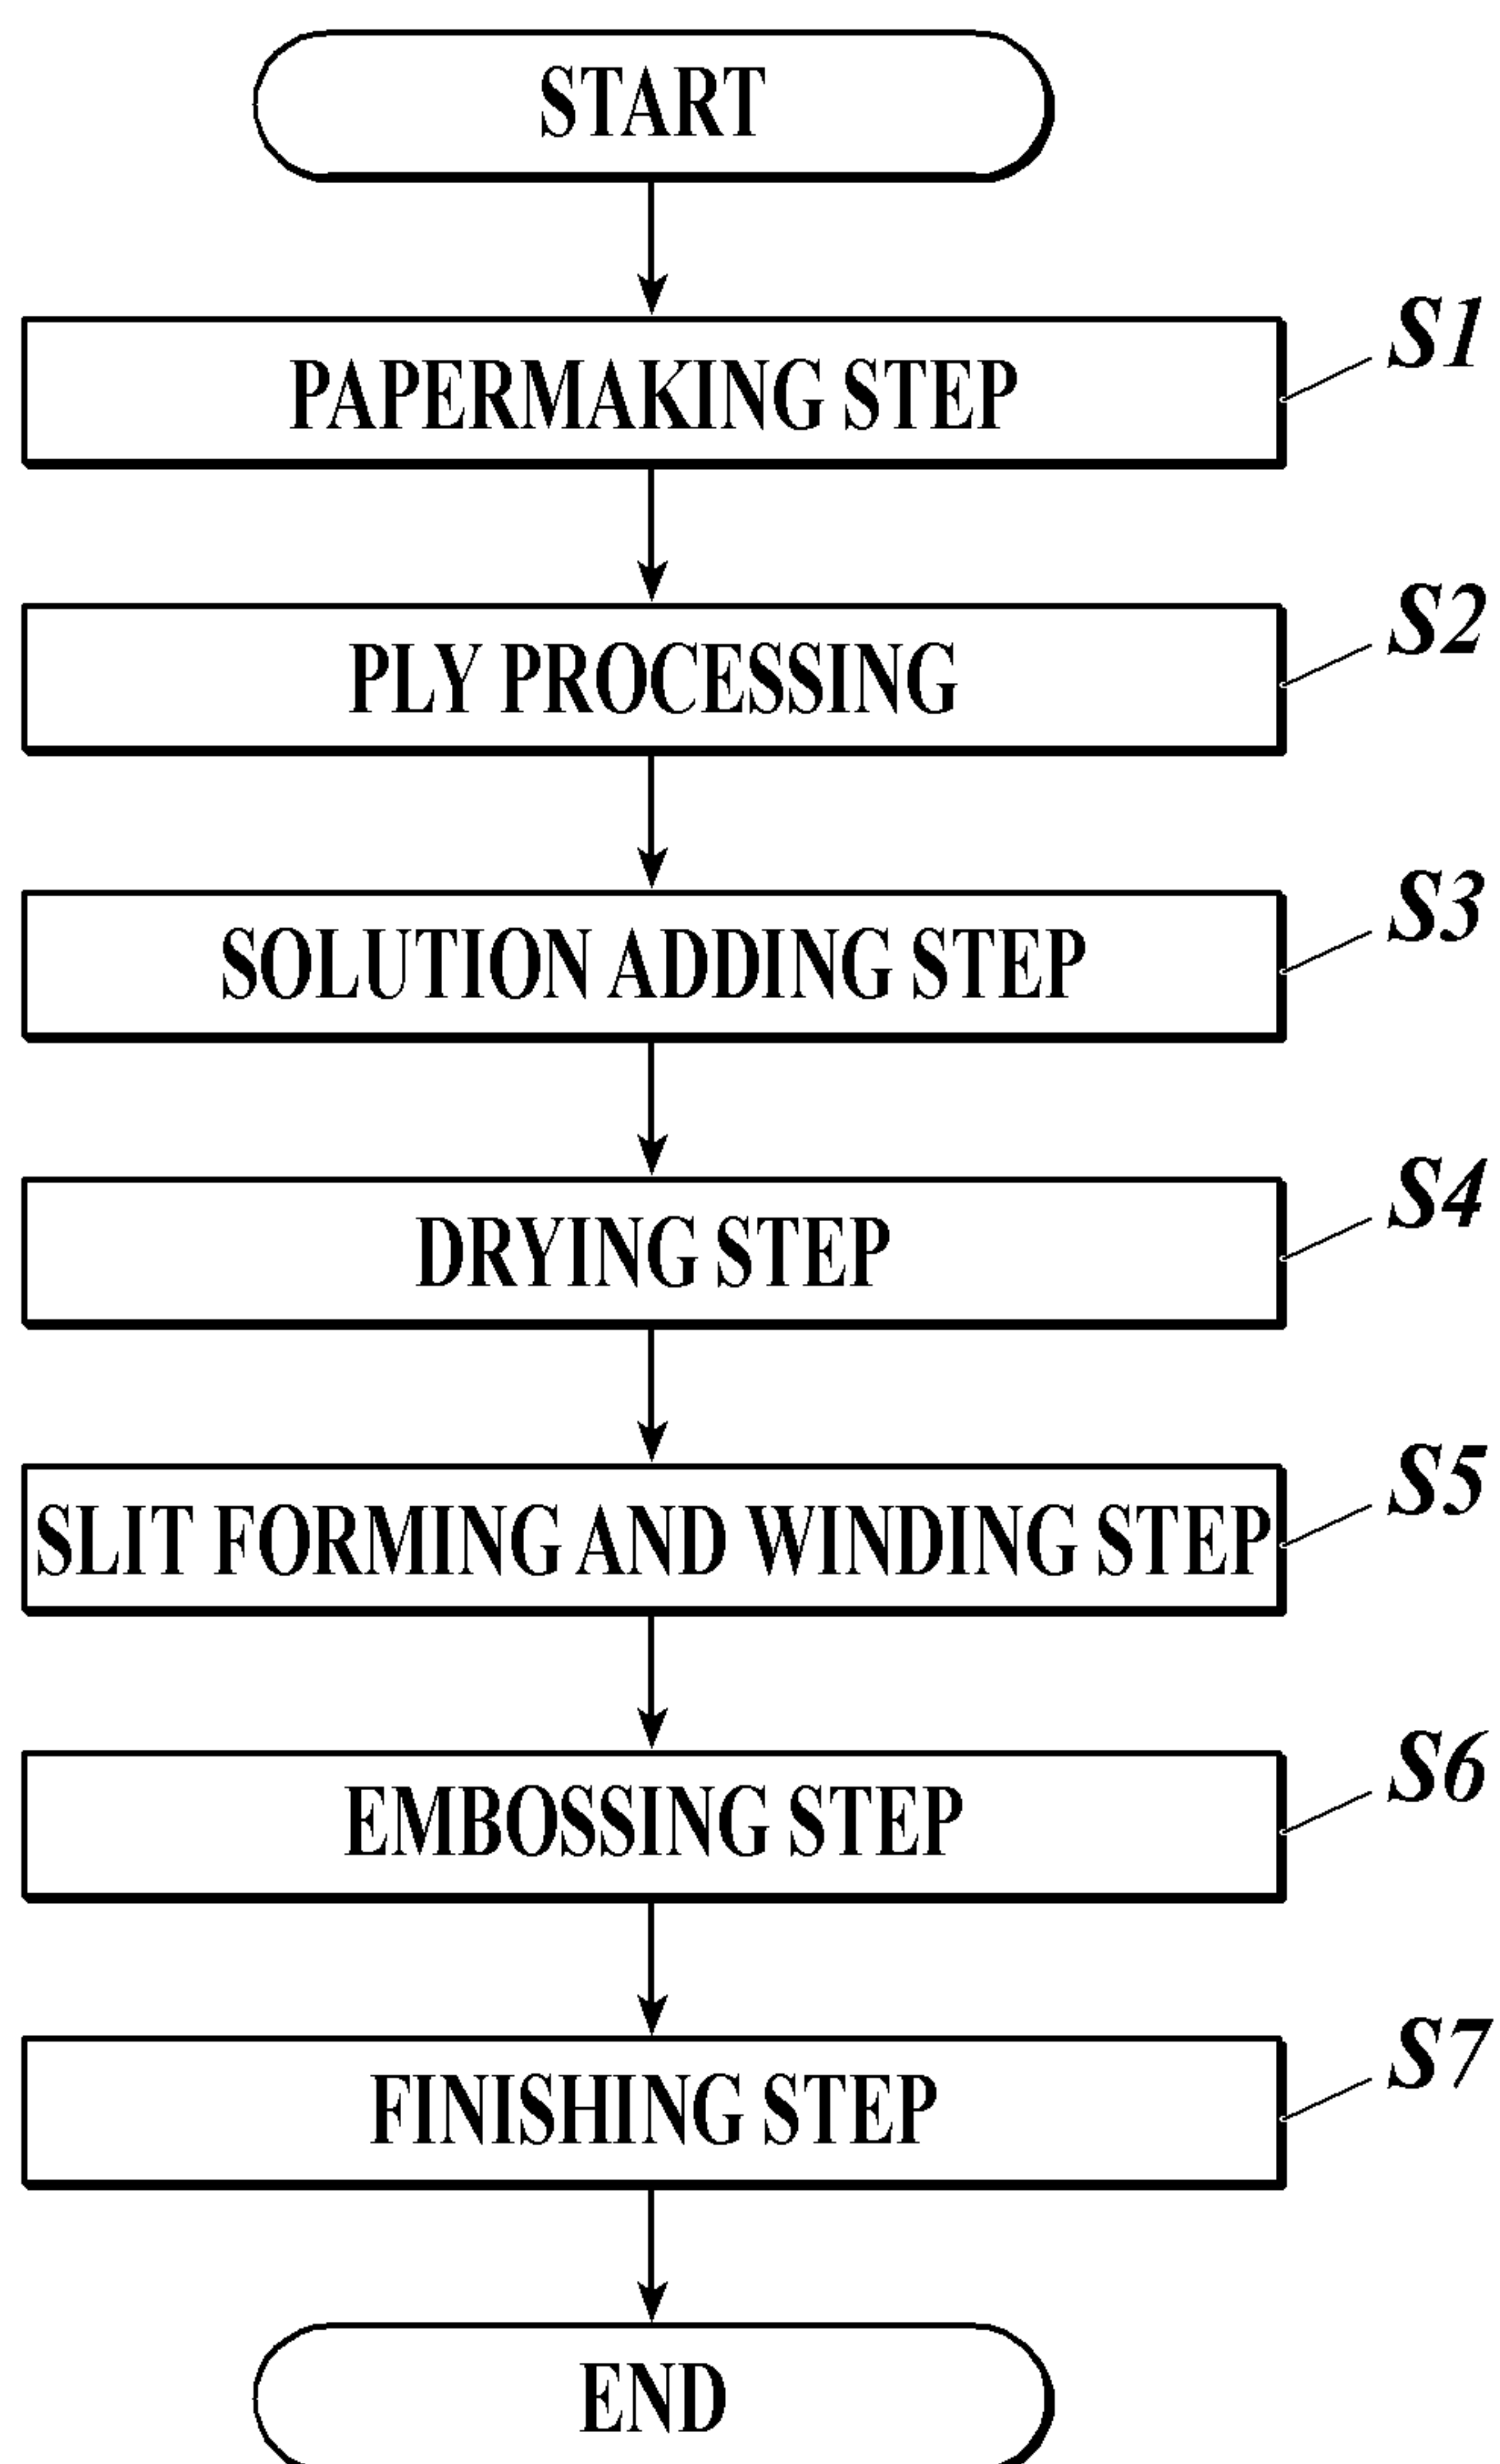 START
PAPERMAKING STEP
S1
PLY PROCESSING
S2
SOLUTION ADDING STEP
S3
DRYING STEP
S4
SLIT FORMING AND WINDING STEP
S5
EMBOSSING STEP
S6
FINISHING STEP
S7
END